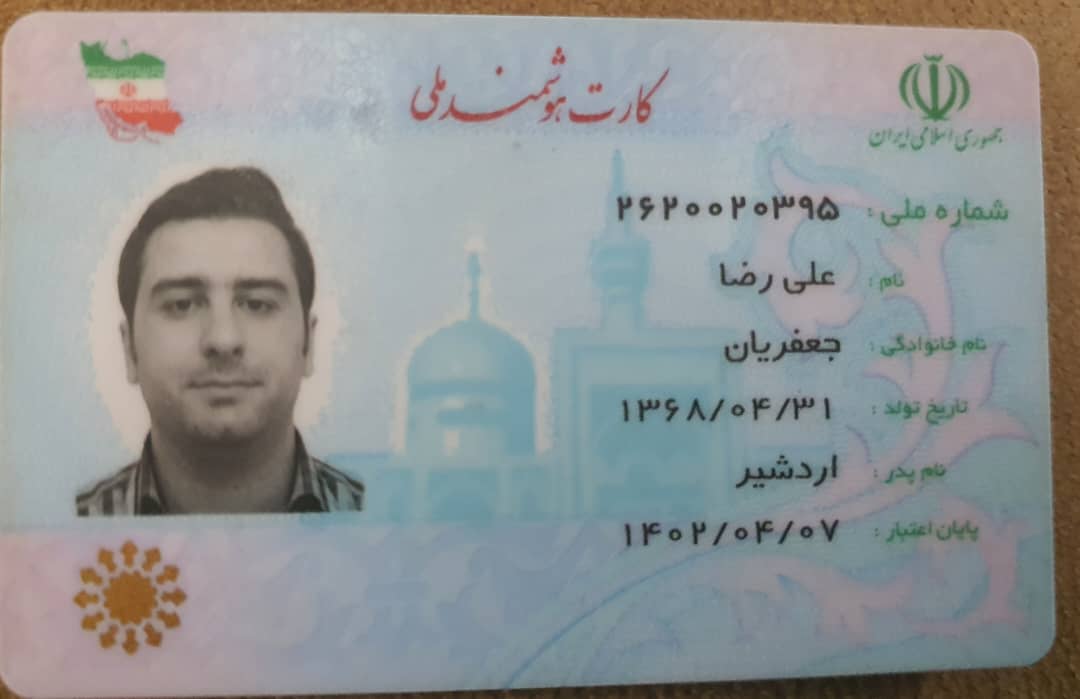 کارت هوشمند ملی
جمهوری اسلامی ایران
شماره ملی : ۲۶۲۰۰۲۰۳۹۵
نام : علی رضا
نام خانوادگی : جعفریان
تاریخ تولد : ۱۳۶۸/۰۴/۳۱
نام پدر : اردشیر
پایان اعتبار : ۱۴۰۲/۰۴/۰۷